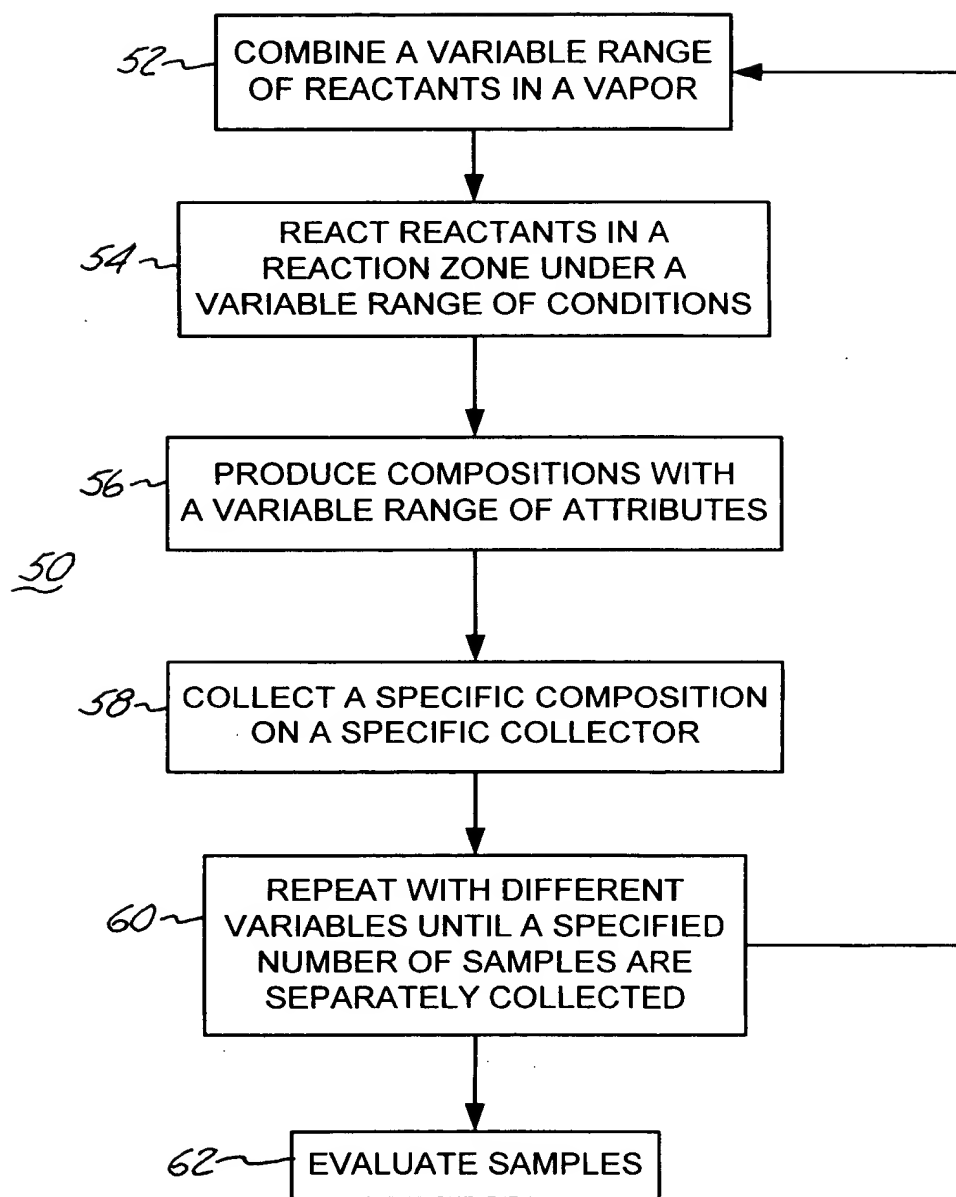 52 COMBINE A VARIABLE RANGE
OF REACTANTS IN A VAPOR
54 REACT REACTANTS IN A
REACTION ZONE UNDER A
VARIABLE RANGE OF CONDITIONS
56 PRODUCE COMPOSITIONS WITH
A VARIABLE RANGE OF ATTRIBUTES
50
58 COLLECT A SPECIFIC COMPOSITION
ON A SPECIFIC COLLECTOR
60 REPEAT WITH DIFFERENT
VARIABLES UNTIL A SPECIFIED
NUMBER OF SAMPLES ARE
SEPARATELY COLLECTED
62 EVALUATE SAMPLES